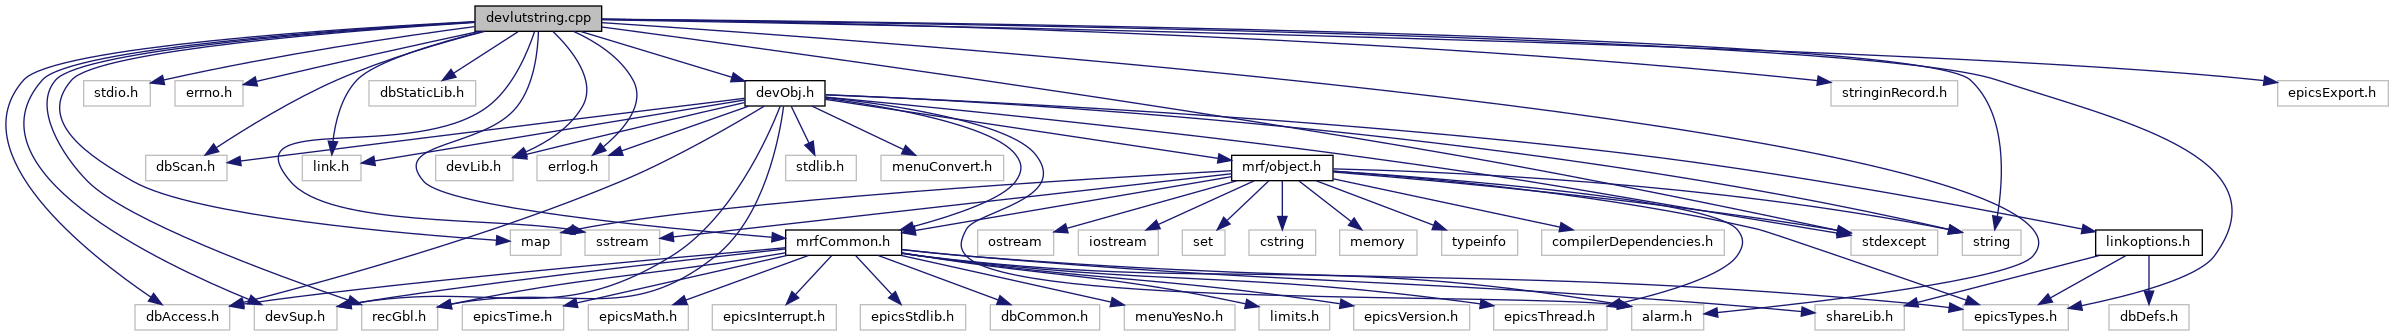 devlutstring.cpp
stdio.h
errno.h
dbStaticLib.h
devObj.h
stringinRecord.h
epicsExport.h
dbScan.h
link.h
devLib.h
errlog.h
stdlib.h
menuConvert.h
mrf/object.h
map
sstream
mrfCommon.h
ostream
iostream
set
cstring
memory
typeinfo
compilerDependencies.h
stdexcept
string
linkoptions.h
dbAccess.h
devSup.h
recGbl.h
epicsTime.h
epicsMath.h
epicsInterrupt.h
epicsStdlib.h
dbCommon.h
menuYesNo.h
limits.h
epicsVersion.h
epicsThread.h
alarm.h
shareLib.h
epicsTypes.h
dbDefs.h